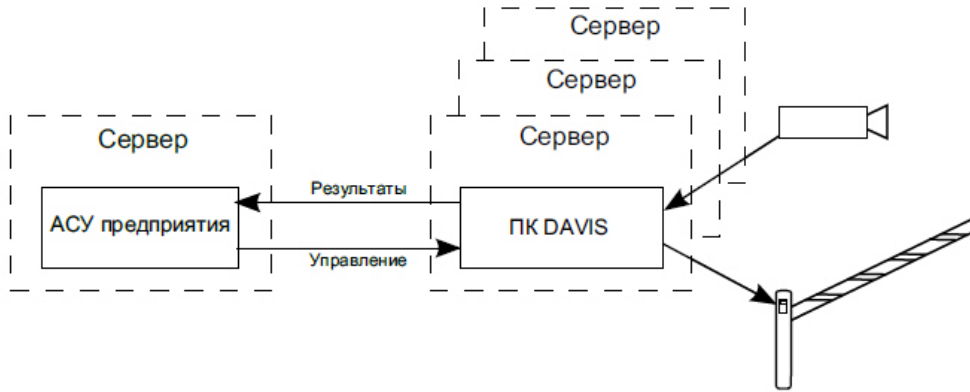 Сервер
Сервер
Сервер
Сервер
Результаты
АСУ предприятия
ПК DAVIS
Управление